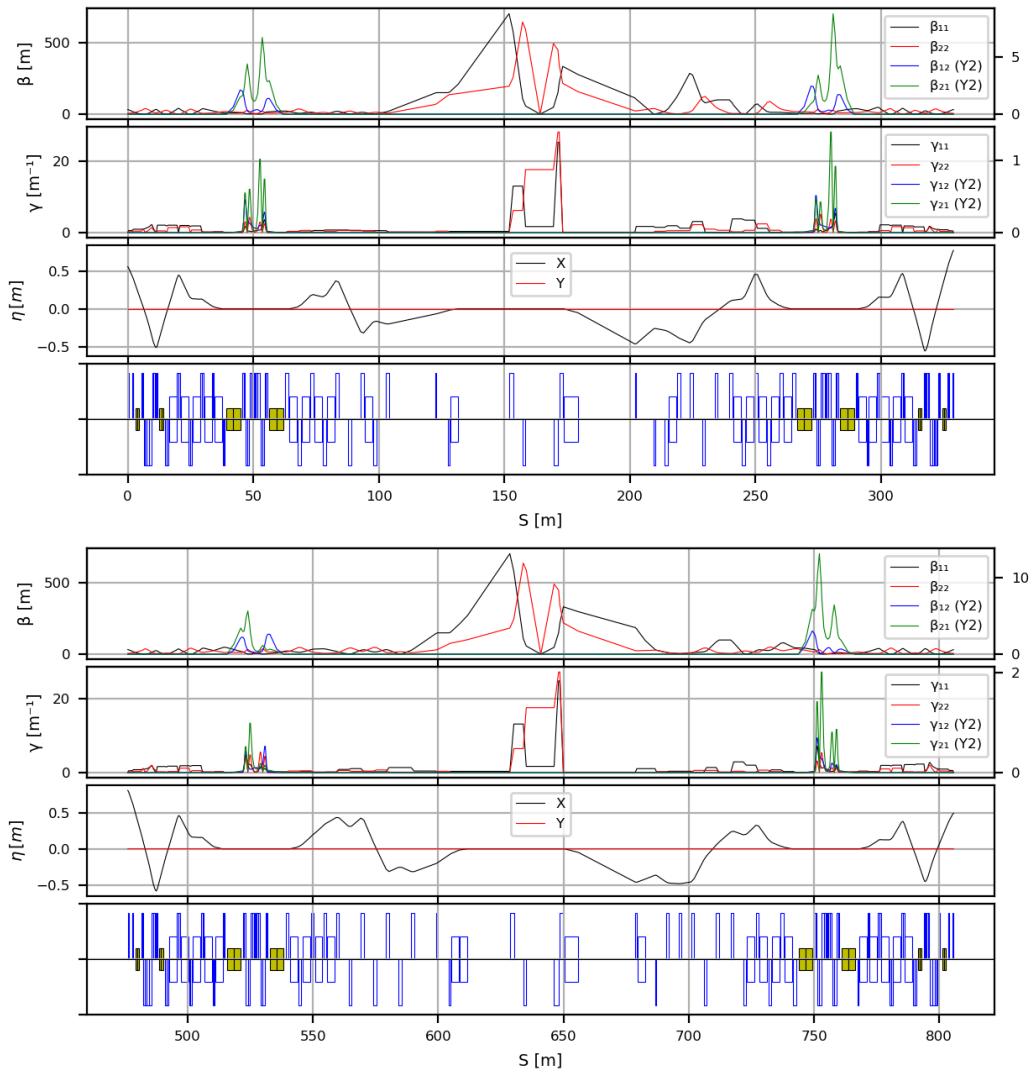 β [m]
500
0
5
0
β₁₁
β₂₂
β₁₂ (Y2)
β₂₁ (Y2)
γ [m⁻¹]
20
0
1
0
γ₁₁
γ₂₂
γ₁₂ (Y2)
γ₂₁ (Y2)
η [m]
0.5
0.0
−0.5
X
Y
0 50 100 150 200 250 300
S [m]
β [m]
500
0
10
0
β₁₁
β₂₂
β₁₂ (Y2)
β₂₁ (Y2)
γ [m⁻¹]
20
0
2
0
γ₁₁
γ₂₂
γ₁₂ (Y2)
γ₂₁ (Y2)
η [m]
0.5
0.0
−0.5
X
Y
500 550 600 650 700 750 800
S [m]